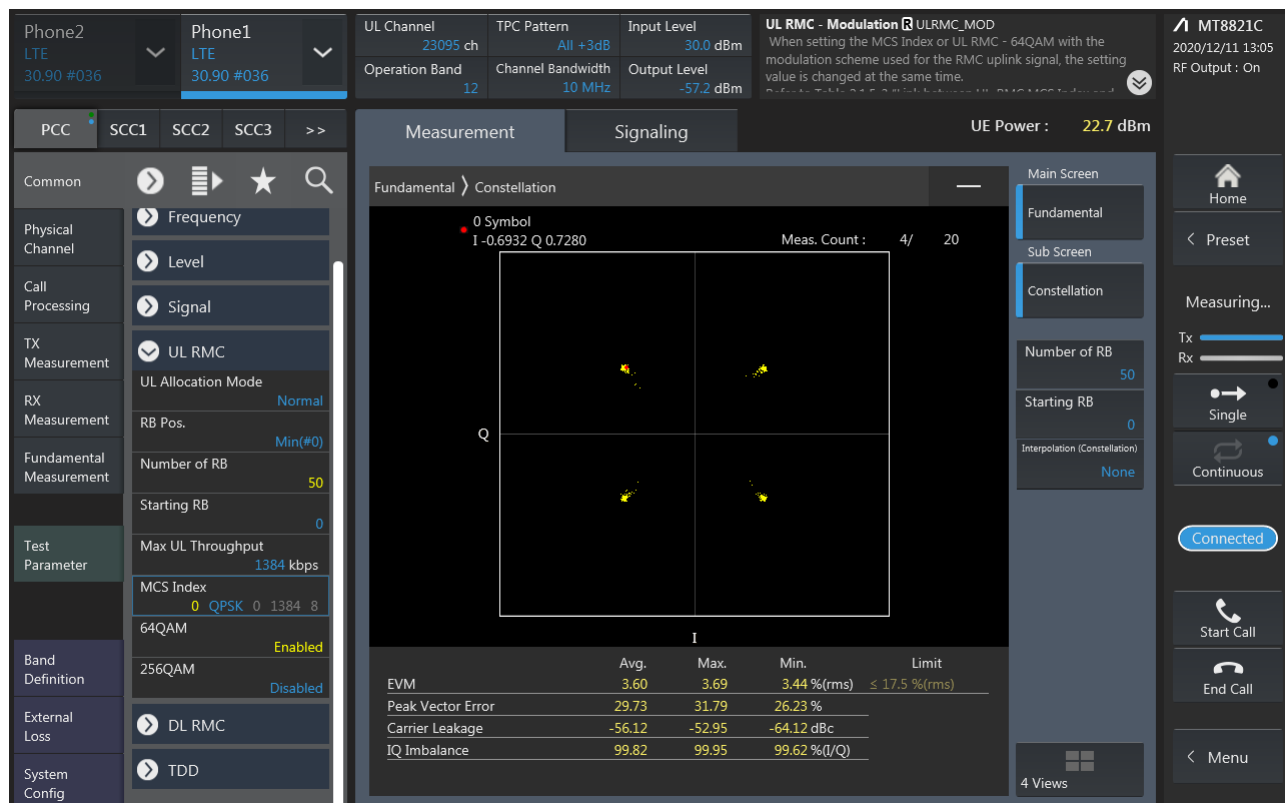 Phone2
LTE
30.90 #036
Phone1
LTE
30.90 #036
UL Channel
23095 ch
TPC Pattern
All +3dB
Input Level
30.0 dBm
Operation Band
12
Channel Bandwidth
10 MHz
Output Level
-57.2 dBm
UL RMC - Modulation R ULRMC_MOD
When setting the MCS Index or UL RMC - 64QAM with the
modulation scheme used for the RMC uplink signal, the setting
value is changed at the same time.
MT8821C
2020/12/11 13:05
RF Output : On
PCC SCC1 SCC2 SCC3 >>
Measurement
Signaling
UE Power : 22.7 dBm
Common
Physical
Channel
Call
Processing
TX
Measurement
RX
Measurement
Fundamental
Measurement
Test
Parameter
Band
Definition
External
Loss
System
Config
Frequency
Level
Signal
UL RMC
UL Allocation Mode
Normal
RB Pos.
Min(#0)
Number of RB
50
Starting RB
0
Max UL Throughput
1384 kbps
MCS Index
0 QPSK 0 1384 8
64QAM
Enabled
256QAM
Disabled
DL RMC
TDD
Fundamental 〉 Constellation
0 Symbol
I -0.6932 Q 0.7280
Meas. Count : 4/ 20
Q
I
Avg. Max. Min. Limit
EVM 3.60 3.69 3.44 %(rms) ≤ 17.5 %(rms)
Peak Vector Error 29.73 31.79 26.23 %
Carrier Leakage -56.12 -52.95 -64.12 dBc
IQ Imbalance 99.82 99.95 99.62 %(I/Q)
Main Screen
Fundamental
Sub Screen
Constellation
Number of RB
50
Starting RB
0
Interpolation (Constellation)
None
4 Views
Home
< Preset
Measuring...
Tx
Rx
Single
Continuous
Connected
Start Call
End Call
< Menu